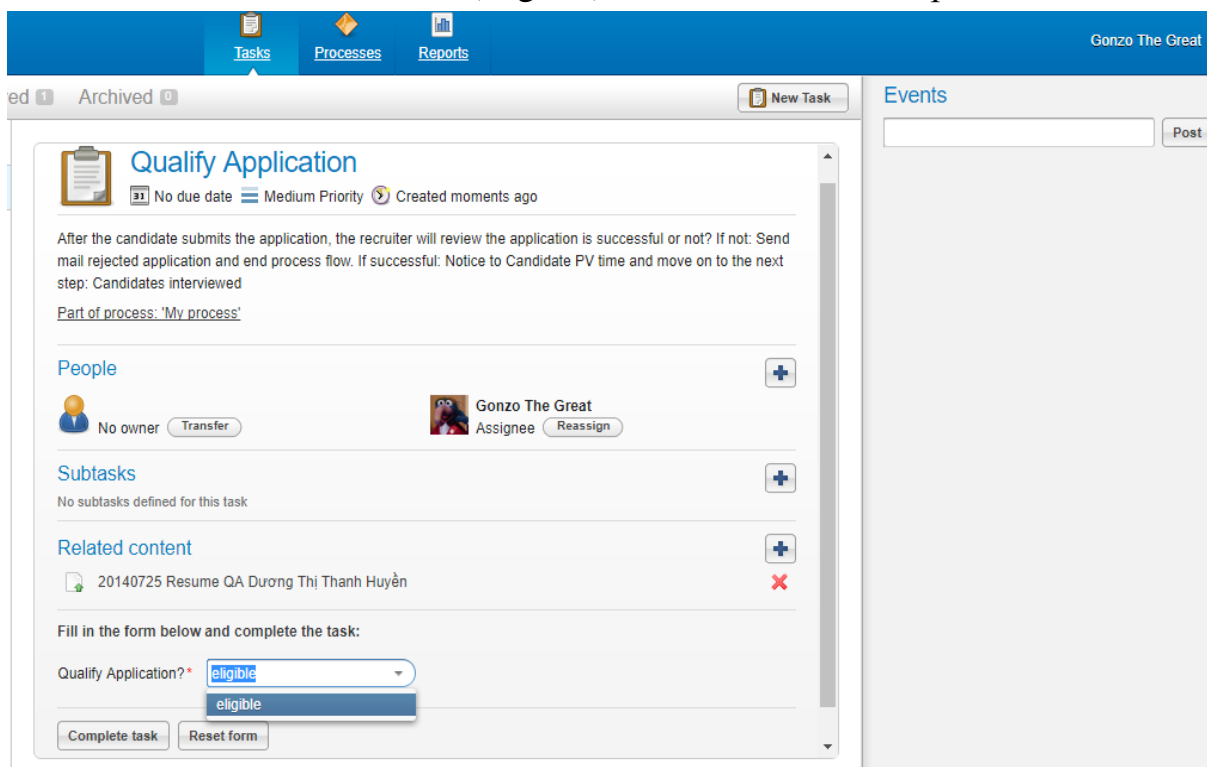 Tasks Processes Reports
Gonzo The Great
ed 1 Archived 0
New Task
Events
Post
Qualify Application
31 No due date Medium Priority Created moments ago
After the candidate submits the application, the recruiter will review the application is successful or not? If not: Send
mail rejected application and end process flow. If successful: Notice to Candidate PV time and move on to the next
step: Candidates interviewed
Part of process: 'My process'
People
No owner Transfer
Gonzo The Great
Assignee Reassign
Subtasks
No subtasks defined for this task
Related content
20140725 Resume QA Dương Thị Thanh Huyền
Fill in the form below and complete the task:
Qualify Application?* eligible
eligible
Complete task Reset form